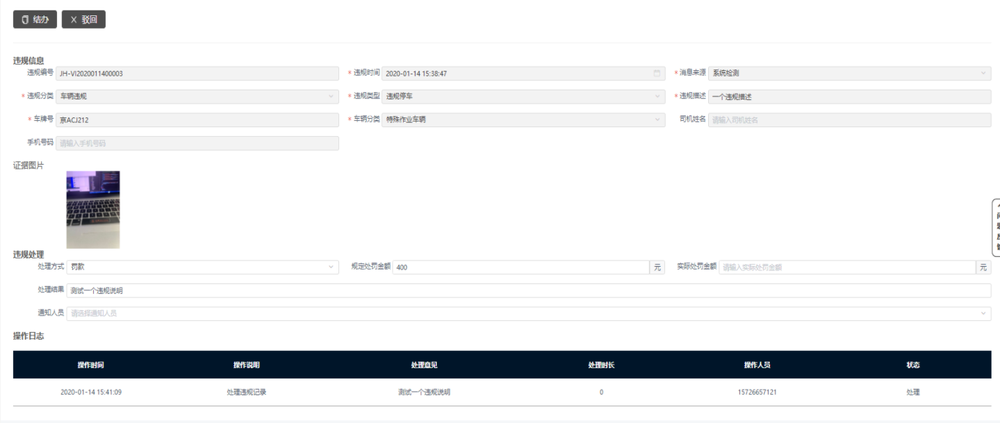 结办 驳回
违规信息
违规编号 JH-VI2020011400003 * 违规时间 2020-01-14 15:38:47 * 消息来源 系统检测
* 违规分类 车辆违规 * 违规类型 违规停车 * 违规描述 一个违规描述
* 车牌号 京ACJ212 * 车辆分类 特殊作业车辆 司机姓名 请输入司机姓名
手机号码 请输入手机号码
证据图片
违规处理
处理方式 罚款 规定处罚金额 400 元 实际处罚金额 请输入实际处罚金额 元
处理结果 测试一个违规说明
通知人员 请选择通知人员
操作日志
操作时间 操作说明 处理意见 处理时长 操作人员 状态
2020-01-14 15:41:09 处理违规记录 测试一个违规说明 0 15726657121 处理